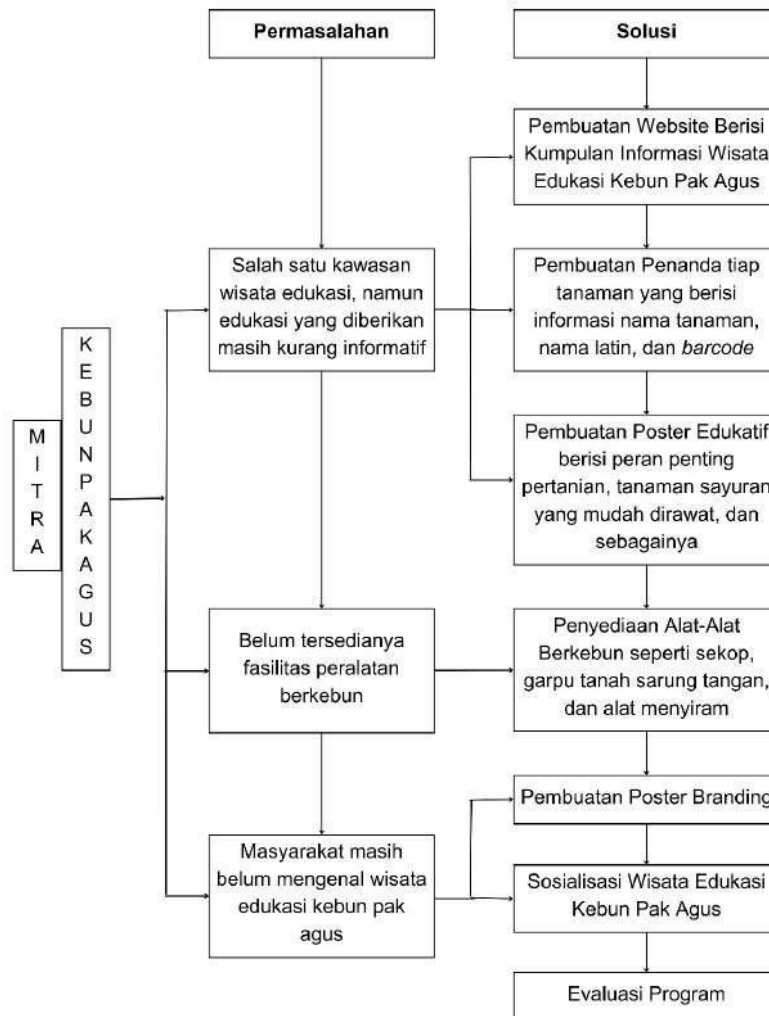 Permasalahan
Solusi
Pembuatan Website Berisi
Kumpulan Informasi Wisata
Edukasi Kebun Pak Agus
Salah satu kawasan
wisata edukasi, namun
edukasi yang diberikan
masih kurang informatif
Pembuatan Penanda tiap
tanaman yang berisi
informasi nama tanaman,
nama latin, dan barcode
MITRA
KEBUNPAKAGUS
Pembuatan Poster Edukatif
berisi peran penting
pertanian, tanaman sayuran
yang mudah dirawat, dan
sebagainya
Belum tersedianya
fasilitas peralatan
berkebun
Penyediaan Alat-Alat
Berkebun seperti sekop,
garpu tanah sarung tangan,
dan alat menyiram
Pembuatan Poster Branding
Masyarakat masih
belum mengenal wisata
edukasi kebun pak
agus
Sosialisasi Wisata Edukasi
Kebun Pak Agus
Evaluasi Program